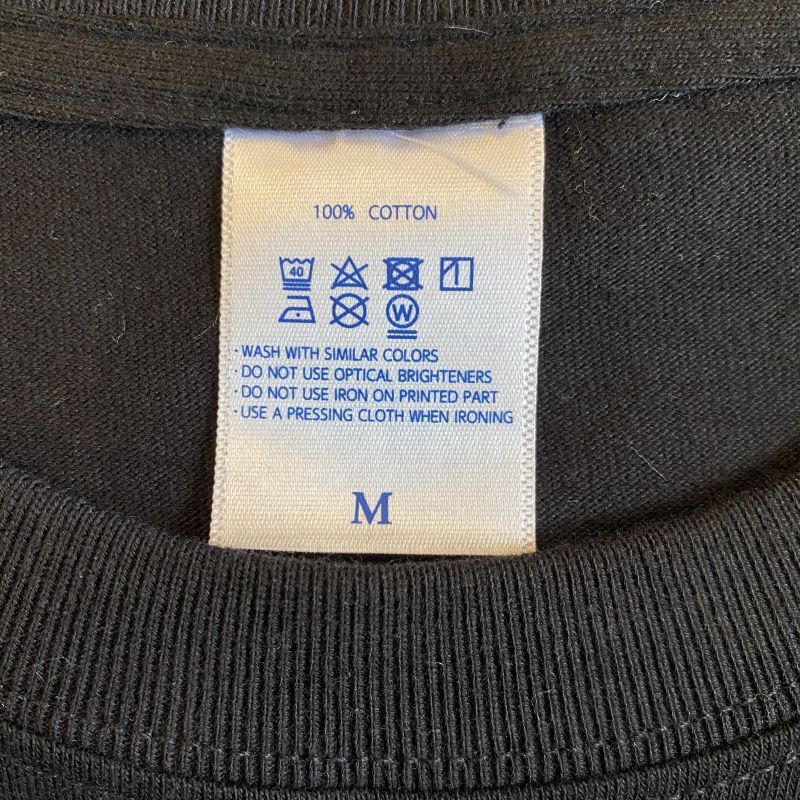 100% COTTON
40
W
· WASH WITH SIMILAR COLORS
· DO NOT USE OPTICAL BRIGHTENERS
· DO NOT USE IRON ON PRINTED PART
· USE A PRESSING CLOTH WHEN IRONING
M